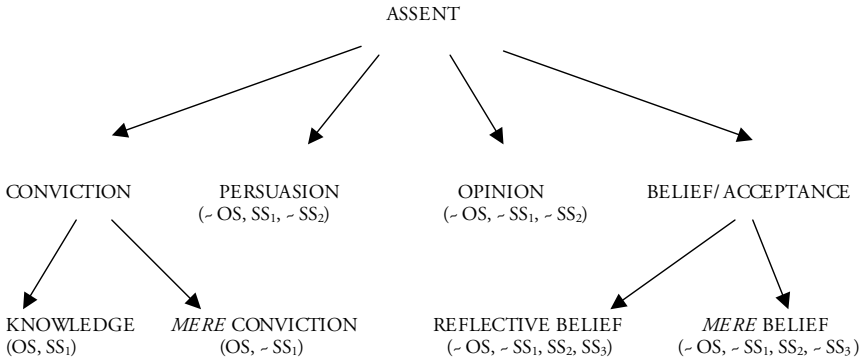 ASSENT
CONVICTION PERSUASION OPINION BELIEF/ ACCEPTANCE
(~ OS, SS₁, ~ SS₂) (~ OS, ~ SS₁, ~ SS₂)
KNOWLEDGE MERE CONVICTION REFLECTIVE BELIEF MERE BELIEF
(OS, SS₁) (OS, ~ SS₁) (~ OS, ~ SS₁, SS₂, SS₃) (~ OS, ~ SS₁, SS₂, ~ SS₃)